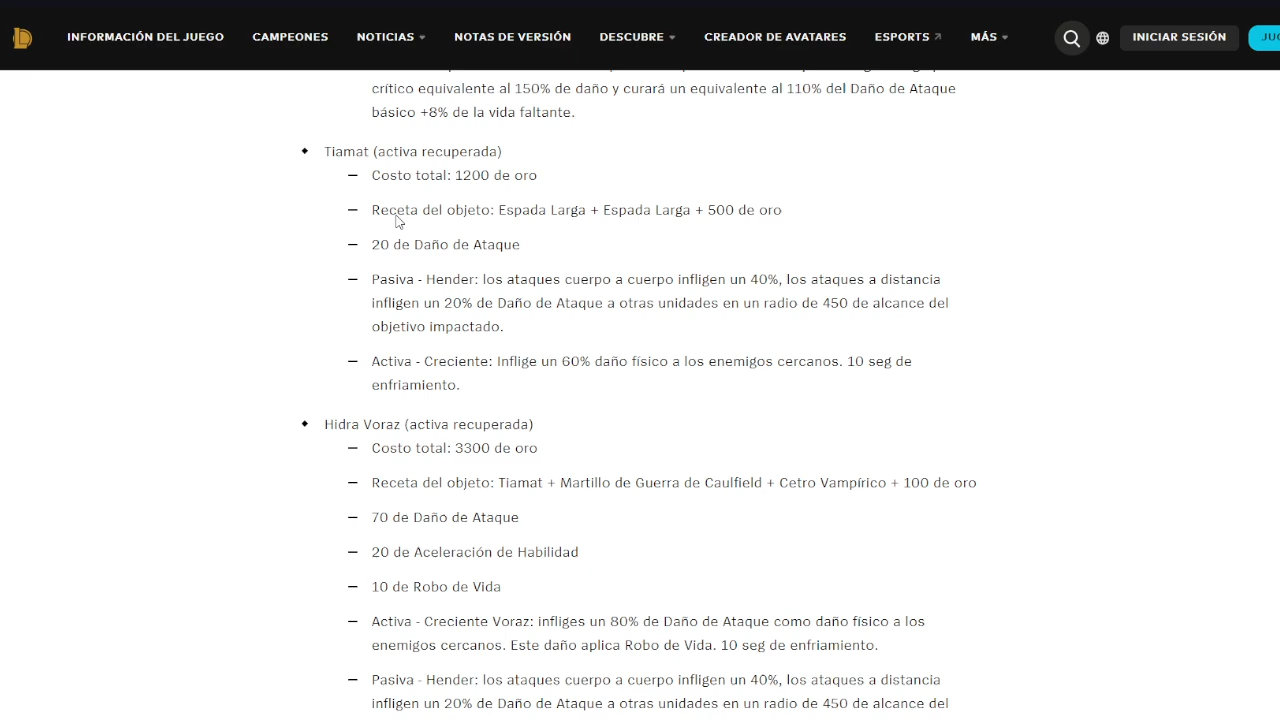 INFORMACIÓN DEL JUEGO CAMPEONES NOTICIAS NOTAS DE VERSIÓN DESCUBRE CREADOR DE AVATARES ESPORTS MÁS INICIAR SESIÓN
crítico equivalente al 150% de daño y curará un equivalente al 110% del Daño de Ataque
básico +8% de la vida faltante.
Tiamat (activa recuperada)
Costo total: 1200 de oro
Receta del objeto: Espada Larga + Espada Larga + 500 de oro
20 de Daño de Ataque
Pasiva - Hender: los ataques cuerpo a cuerpo infligen un 40%, los ataques a distancia
infligen un 20% de Daño de Ataque a otras unidades en un radio de 450 de alcance del
objetivo impactado.
Activa - Creciente: Inflige un 60% daño físico a los enemigos cercanos. 10 seg de
enfriamiento.
Hidra Voraz (activa recuperada)
Costo total: 3300 de oro
Receta del objeto: Tiamat + Martillo de Guerra de Caulfield + Cetro Vampírico + 100 de oro
70 de Daño de Ataque
20 de Aceleración de Habilidad
10 de Robo de Vida
Activa - Creciente Voraz: infliges un 80% de Daño de Ataque como daño físico a los
enemigos cercanos. Este daño aplica Robo de Vida. 10 seg de enfriamiento.
Pasiva - Hender: los ataques cuerpo a cuerpo infligen un 40%, los ataques a distancia
infligen un 20% de Daño de Ataque a otras unidades en un radio de 450 de alcance del